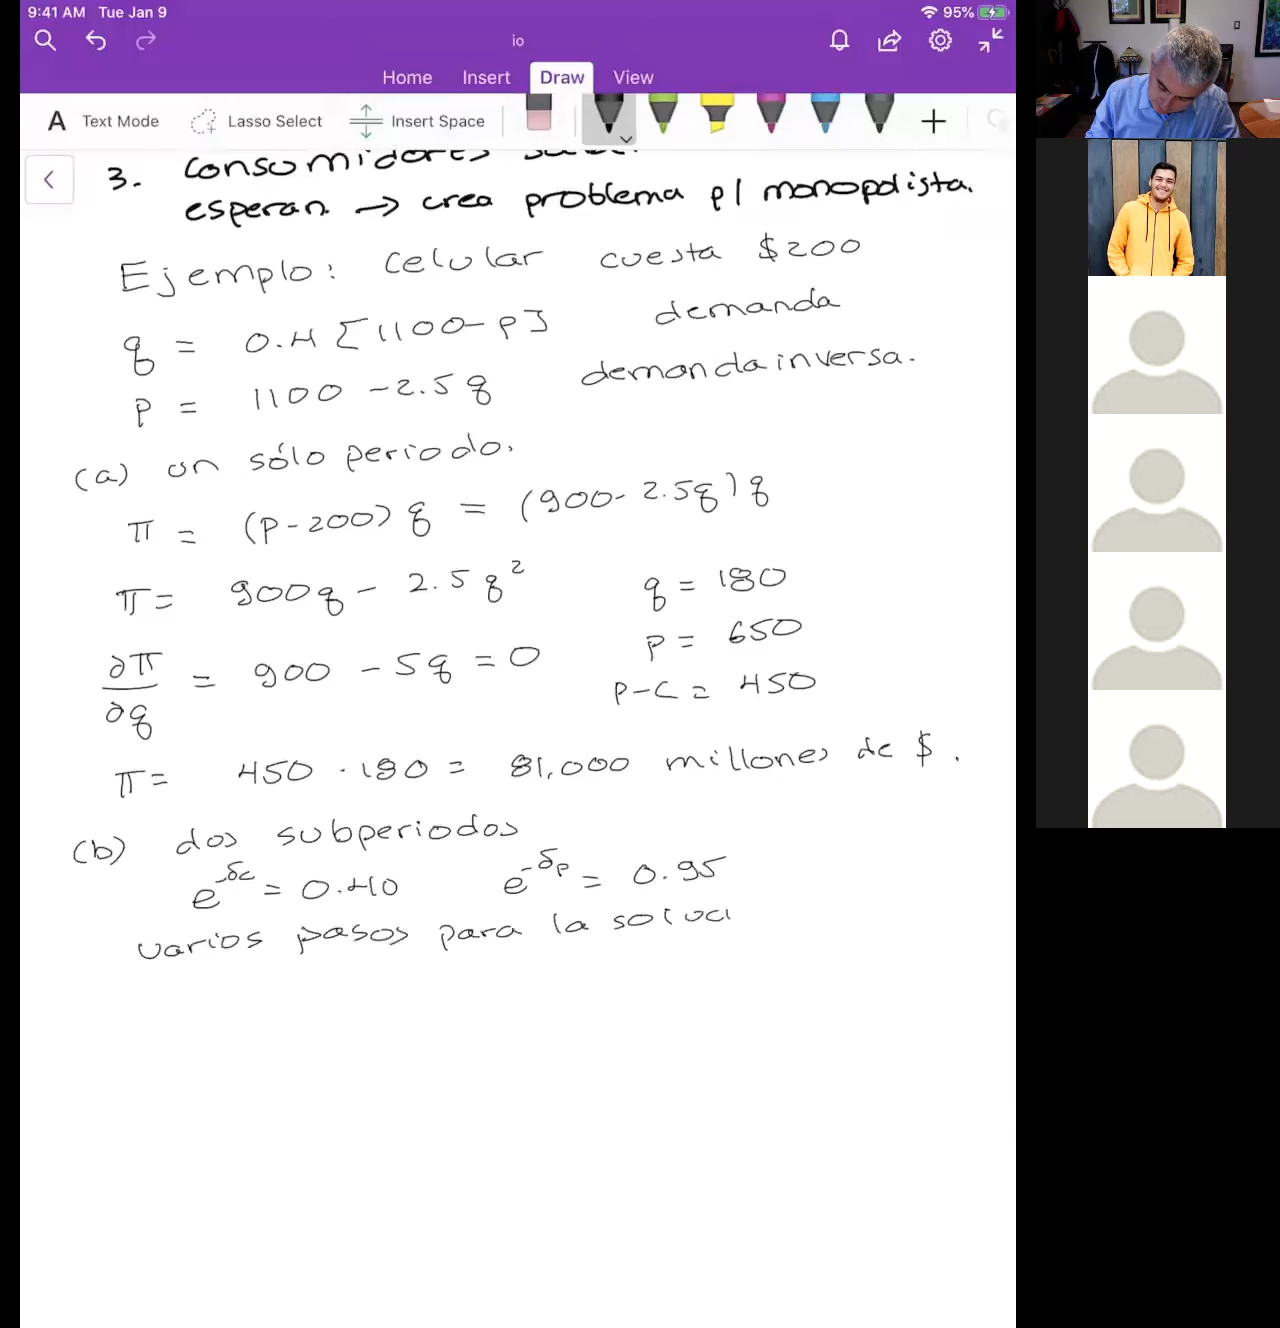 9:41 AM Tue Jan 9
95%
io
Home Insert Draw View
A Text Mode Lasso Select Insert Space
3. consumidores
esperan → crea problema p/ monopolista.
Ejemplo: celular cuesta $200
q = 0.4 [1100-p] demanda
p = 1100 - 2.5q demanda inversa.
(a) un sólo periodo.
π = (p-200) q = (900-2.5q) q
π = 900q - 2.5q²
q = 180
p = 650
∂π/∂q = 900 - 5q = 0
p-c = 450
π = 450 · 180 = 81,000 millones de $.
(b) dos subperiodos
e^-δc = 0.40 e^-δp = 0.95
varios pasos para la soluci